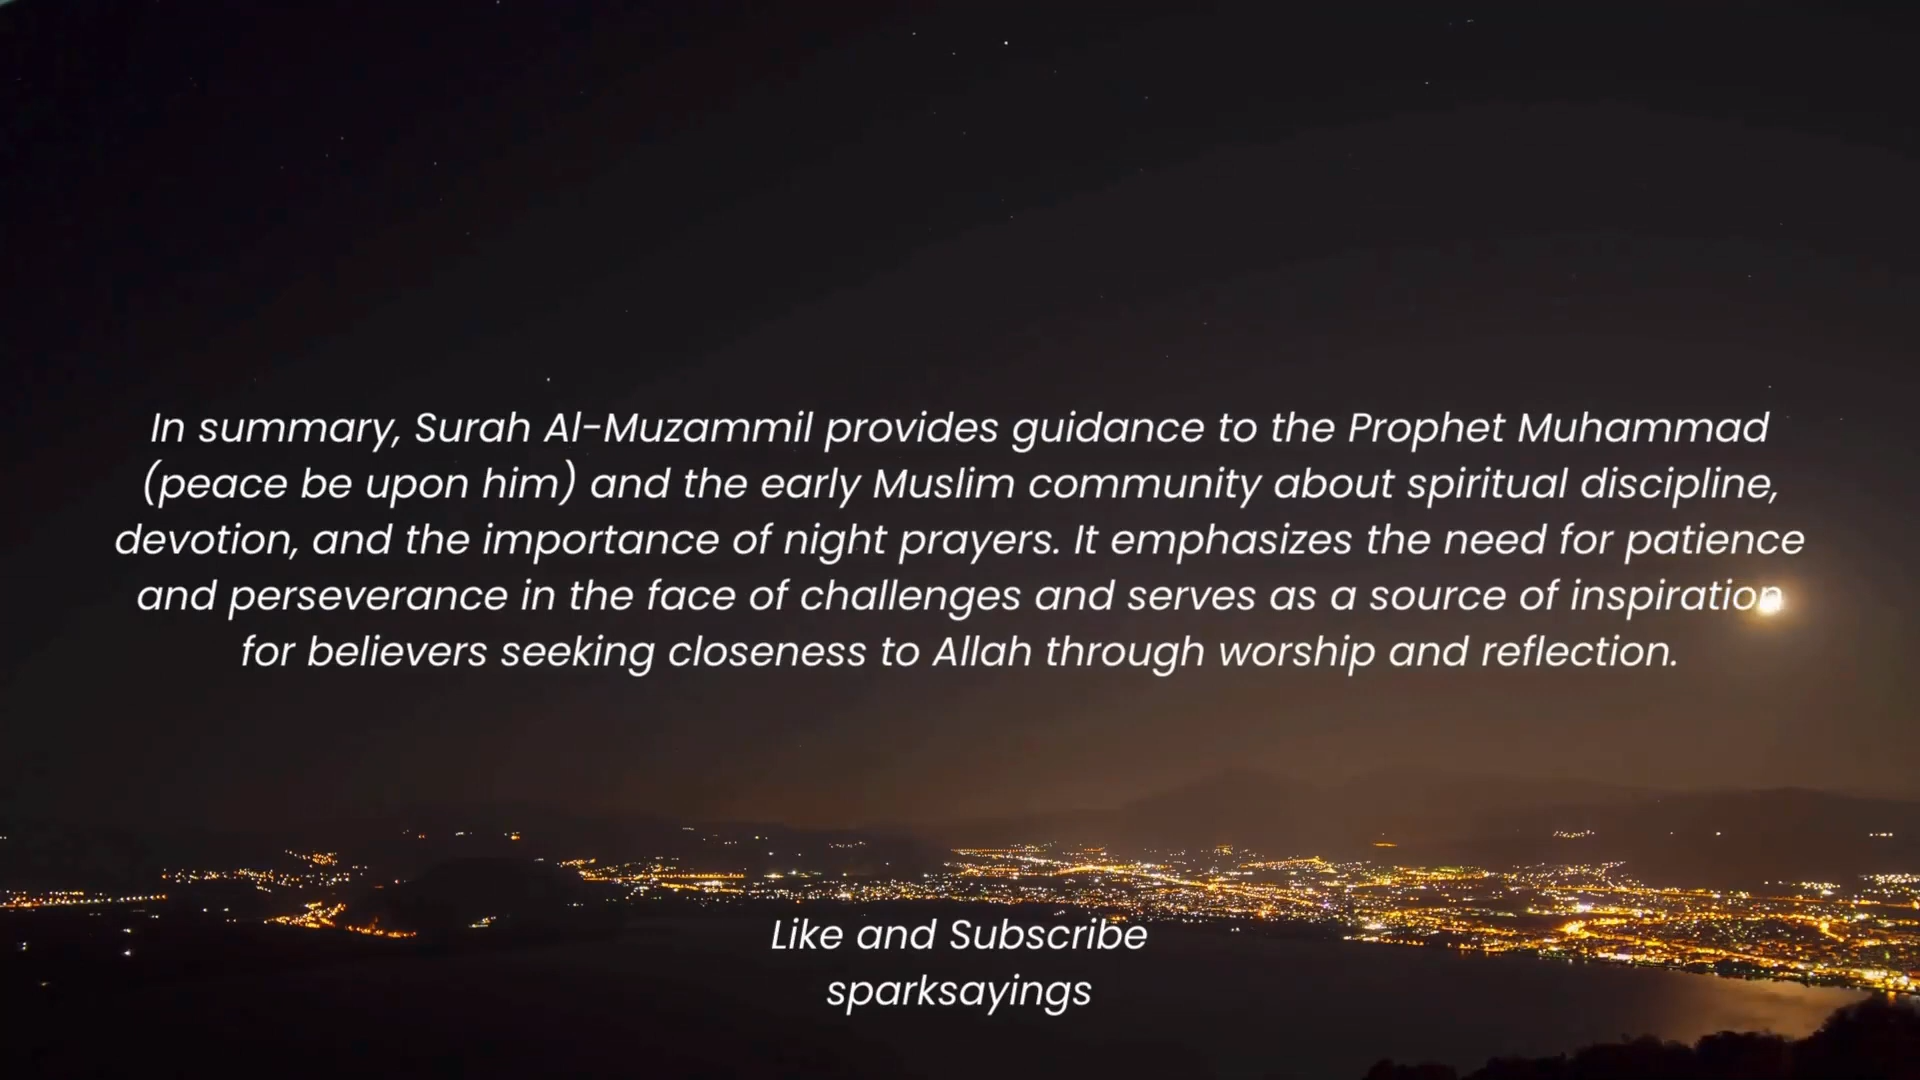 In summary, Surah Al-Muzammil provides guidance to the Prophet Muhammad
(peace be upon him) and the early Muslim community about spiritual discipline,
devotion, and the importance of night prayers. It emphasizes the need for patience
and perseverance in the face of challenges and serves as a source of inspiration
for believers seeking closeness to Allah through worship and reflection.
Like and Subscribe
sparksayings